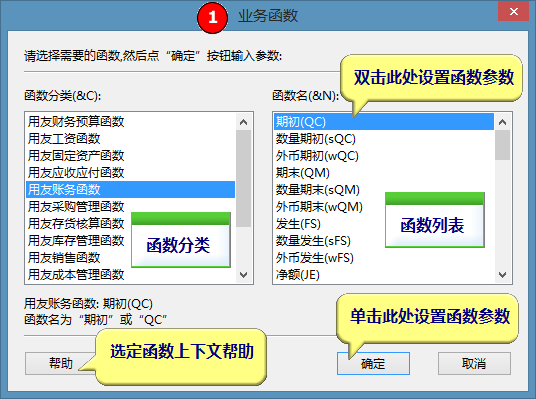 1 业务函数
请选择需要的函数,然后点“确定”按钮输入参数:
双击此处设置函数参数
函数分类(&C):
用友财务预算函数
用友工资函数
用友固定资产函数
用友应收应付函数
用友账务函数
用友采购管理函数
用友存货核算函数
用友库存管理函数
用友销售函数
用友成本管理函数
函数分类
函数名(&N):
期初(QC)
数量期初(sQC)
外币期初(wQC)
期末(QM)
数量期末(sQM)
外币期末(wQM)
发生(FS)
数量发生(sFS)
外币发生(wFS)
净额(JE)
函数列表
用友账务函数: 期初(QC)
函数名为“期初”或“QC”
单击此处设置函数参数
选定函数上下文帮助
帮助
确定
取消